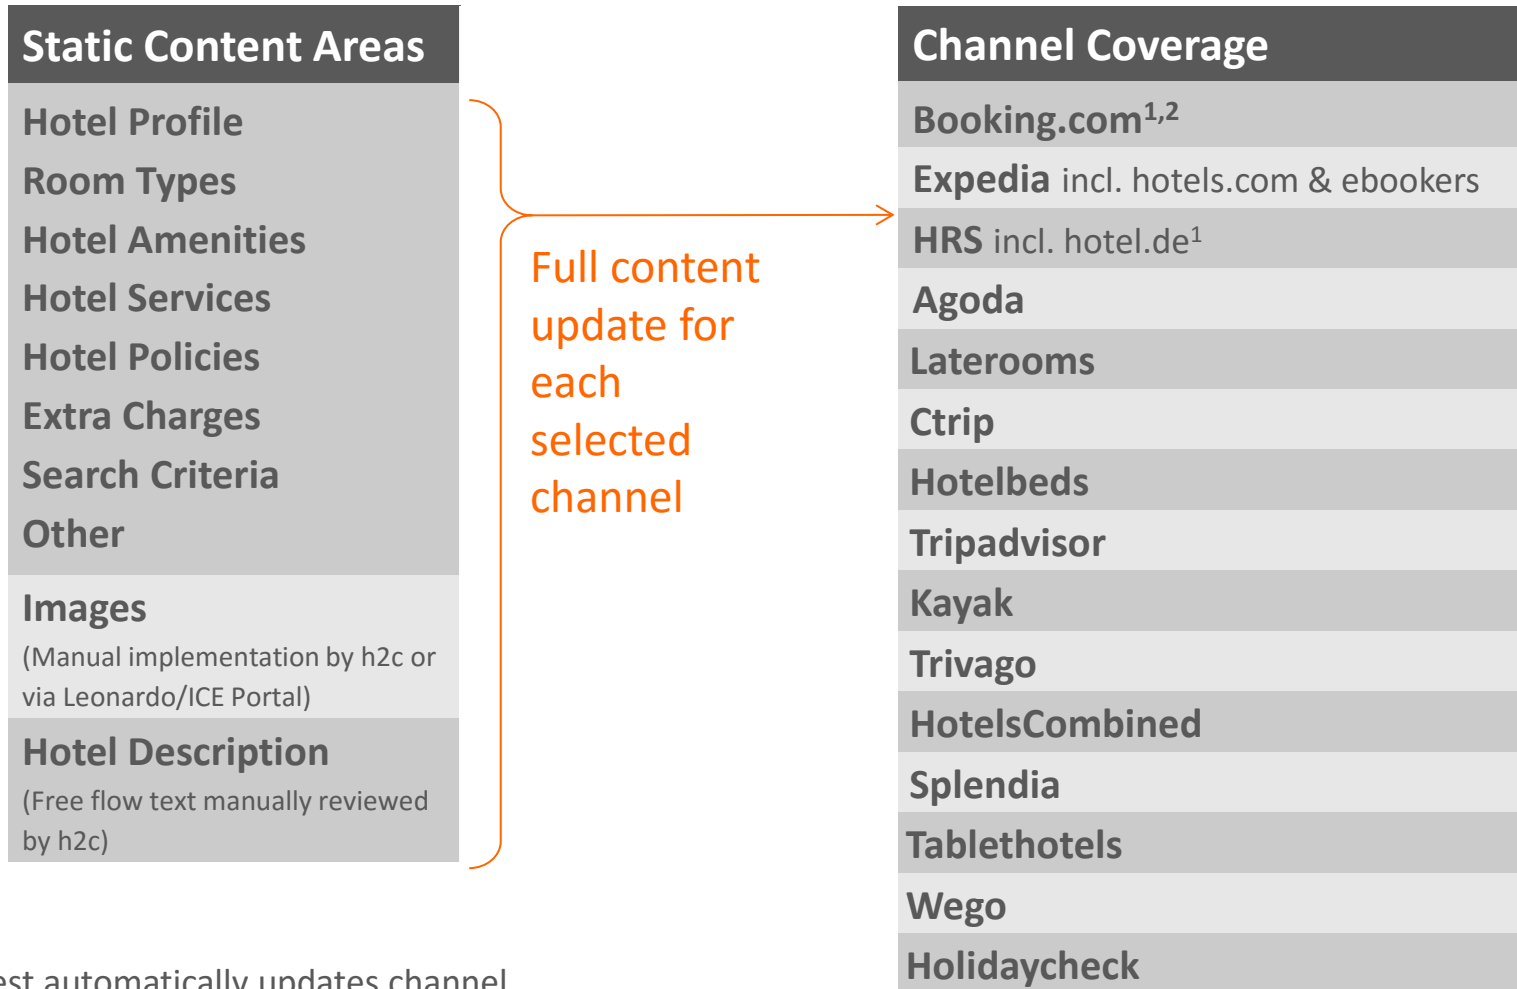 Static Content Areas
Hotel Profile
Room Types
Hotel Amenities
Hotel Services
Hotel Policies
Extra Charges
Search Criteria
Other
Images
(Manual implementation by h2c or
via Leonardo/ICE Portal)
Hotel Description
(Free flow text manually reviewed
by h2c)
Full content
update for
each
selected
channel
Channel Coverage
Booking.com¹,²
Expedia incl. hotels.com & ebookers
HRS incl. hotel.de¹
Agoda
Laterooms
Ctrip
Hotelbeds
Tripadvisor
Kayak
Trivago
HotelsCombined
Splendia
Tablethotels
Wego
Holidaycheck
automatically updates channel